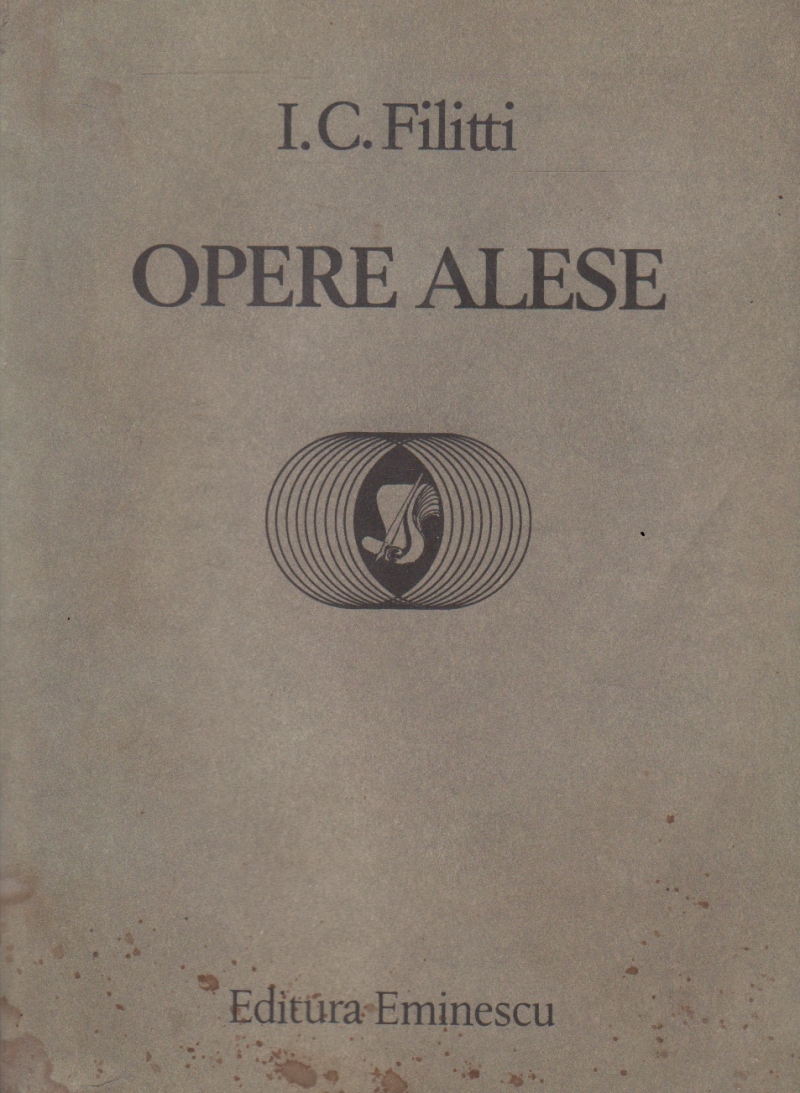 I. C. Filitti
OPERE ALESE
Editura Eminescu